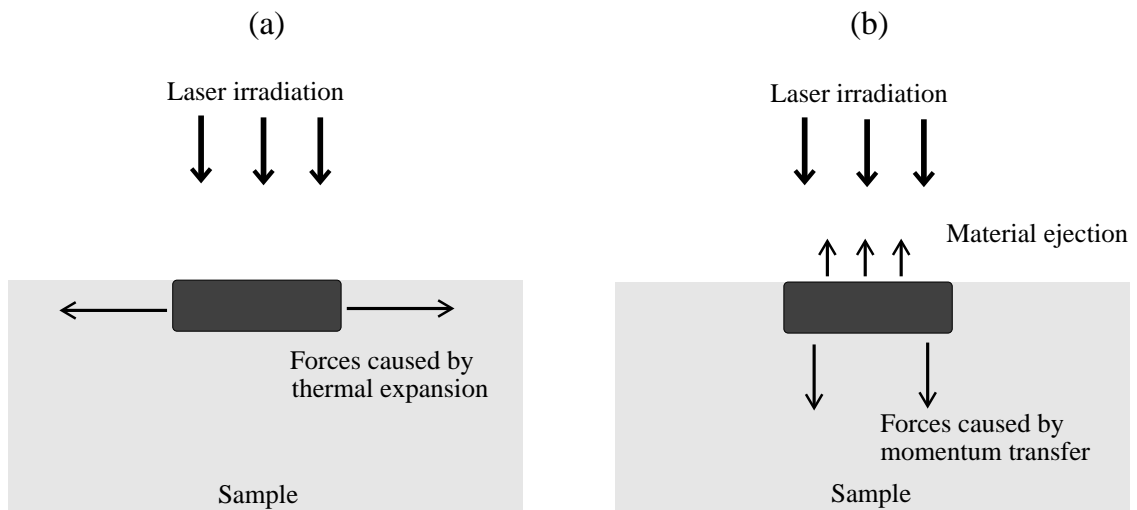 (a)
Laser irradiation
Forces caused by
thermal expansion
Sample
(b)
Laser irradiation
Material ejection
Forces caused by
momentum transfer
Sample